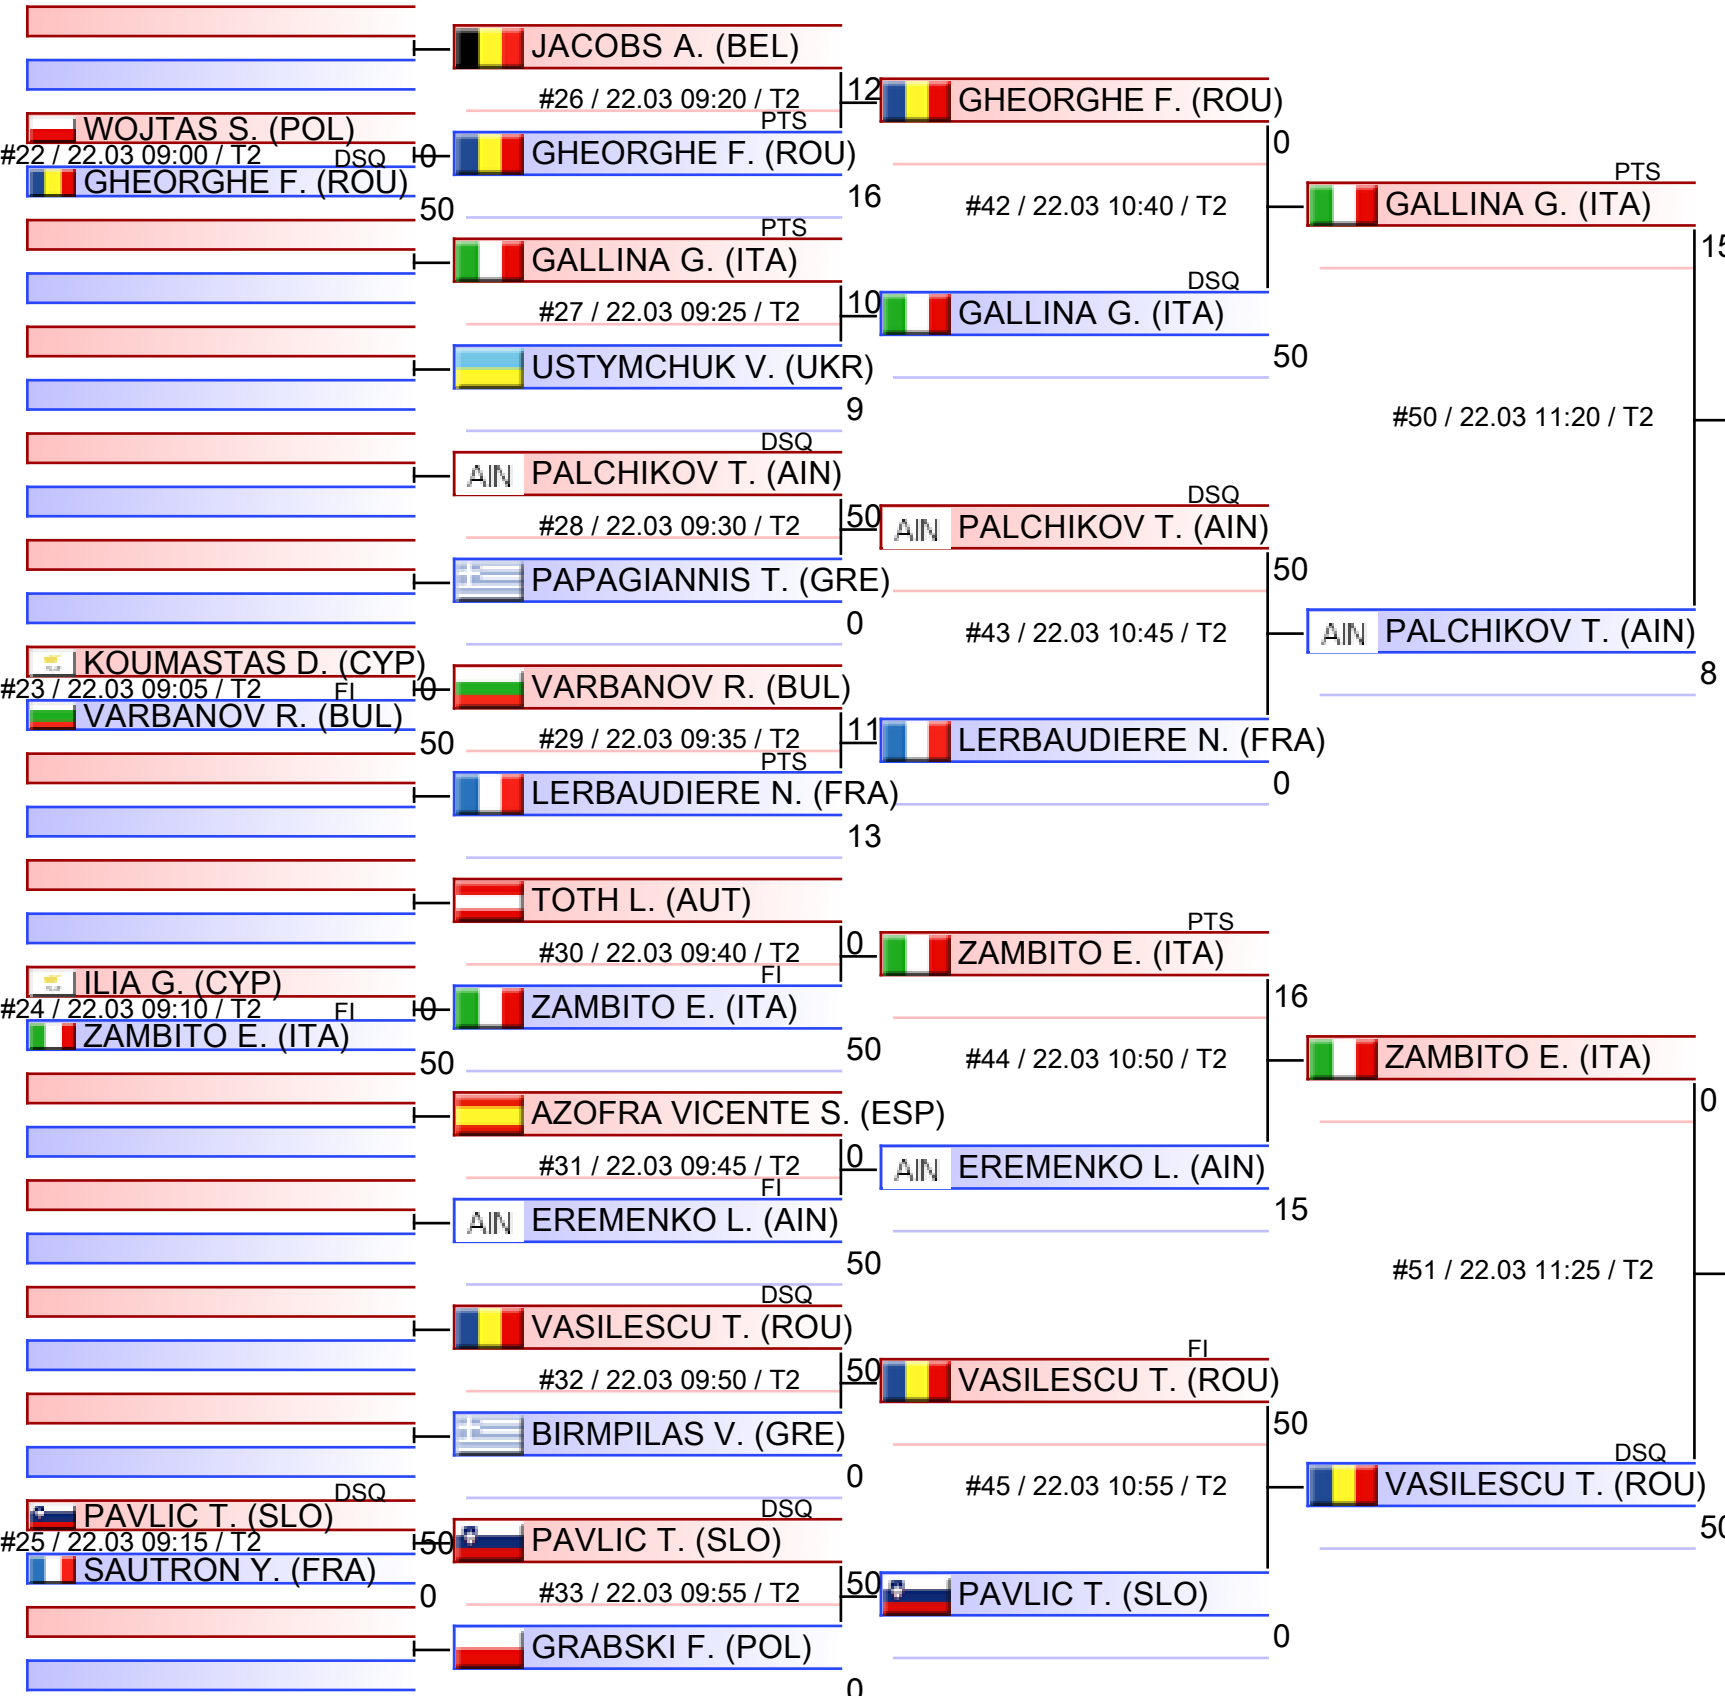 WOJTAS S. (POL)
#22 / 22.03 09:00 / T2 DSQ 0
GHEORGHE F. (ROU)
50
KOUMASTAS D. (CYP)
#23 / 22.03 09:05 / T2 FI 0
VARBANOV R. (BUL)
50
ILIA G. (CYP)
#24 / 22.03 09:10 / T2 FI 0
ZAMBITO E. (ITA)
50
DSQ
PAVLIC T. (SLO)
#25 / 22.03 09:15 / T2 50
SAUTRON Y. (FRA)
0
JACOBS A. (BEL)
12
#26 / 22.03 09:20 / T2
PTS
GHEORGHE F. (ROU)
16
PTS
GALLINA G. (ITA)
10
#27 / 22.03 09:25 / T2
USTYMCHUK V. (UKR)
9
DSQ
AIN PALCHIKOV T. (AIN)
50
#28 / 22.03 09:30 / T2
PAPAGIANNIS T. (GRE)
0
VARBANOV R. (BUL)
11
#29 / 22.03 09:35 / T2
PTS
LERBAUDIERE N. (FRA)
13
TOTH L. (AUT)
0
#30 / 22.03 09:40 / T2
FI
ZAMBITO E. (ITA)
50
AZOFRA VICENTE S. (ESP)
0
#31 / 22.03 09:45 / T2
FI
AIN EREMENKO L. (AIN)
50
DSQ
VASILESCU T. (ROU)
50
#32 / 22.03 09:50 / T2
BIRMPILAS V. (GRE)
0
DSQ
PAVLIC T. (SLO)
50
#33 / 22.03 09:55 / T2
GRABSKI F. (POL)
0
GHEORGHE F. (ROU)
0
#42 / 22.03 10:40 / T2
DSQ
GALLINA G. (ITA)
50
DSQ
AIN PALCHIKOV T. (AIN)
50
#43 / 22.03 10:45 / T2
LERBAUDIERE N. (FRA)
0
PTS
ZAMBITO E. (ITA)
16
#44 / 22.03 10:50 / T2
AIN EREMENKO L. (AIN)
15
FI
VASILESCU T. (ROU)
50
#45 / 22.03 10:55 / T2
PAVLIC T. (SLO)
0
PTS
GALLINA G. (ITA)
15
#50 / 22.03 11:20 / T2
AIN PALCHIKOV T. (AIN)
8
ZAMBITO E. (ITA)
0
#51 / 22.03 11:25 / T2
DSQ
VASILESCU T. (ROU)
50